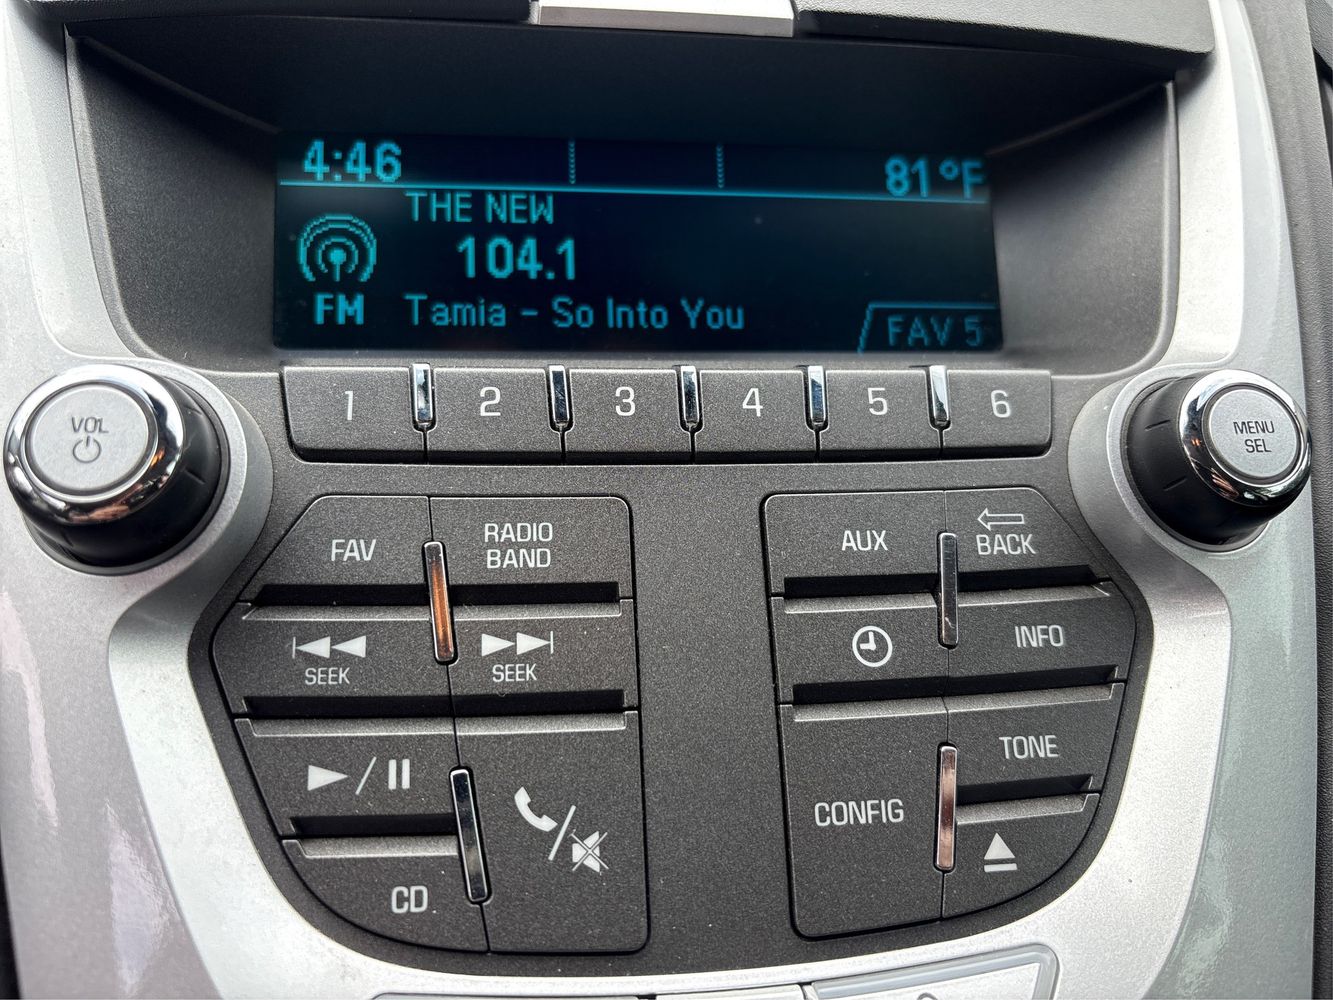 4:46 81°F
THE NEW
104.1
FM Tamia - So Into You
FAV 5
1 2 3 4 5 6
VOL
MENU
SEL
FAV
RADIO
BAND
AUX
BACK
SEEK
SEEK
INFO
TONE
CONFIG
CD